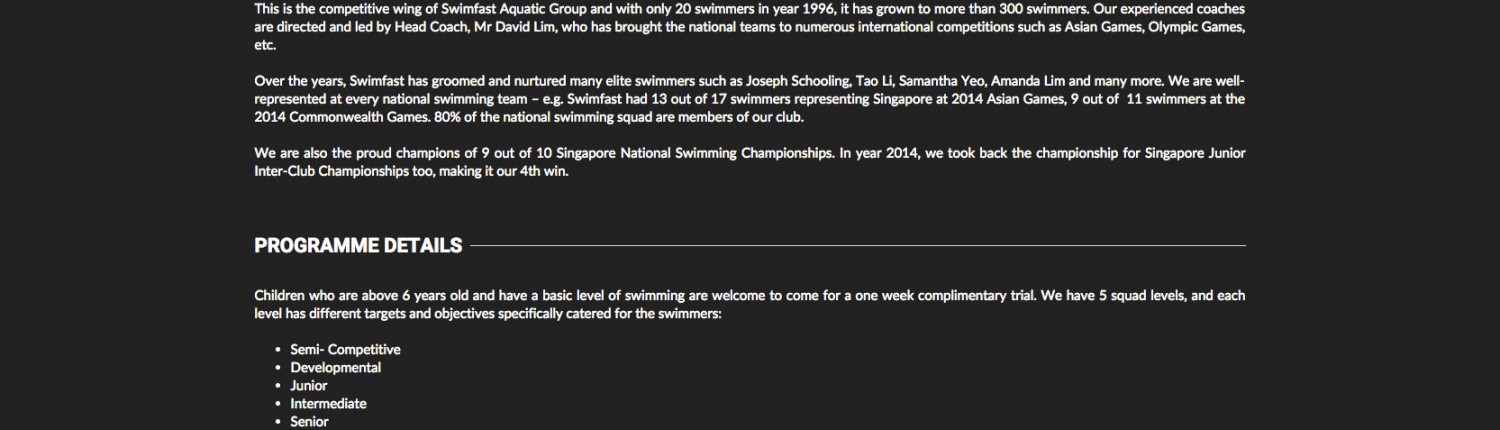 This is the competitive wing of Swimfast Aquatic Group and with only 20 swimmers in year 1996, it has grown to more than 300 swimmers. Our experienced coaches
are directed and led by Head Coach, Mr David Lim, who has brought the national teams to numerous international competitions such as Asian Games, Olympic Games,
etc.
Over the years, Swimfast has groomed and nurtured many elite swimmers such as Joseph Schooling, Tao Li, Samantha Yeo, Amanda Lim and many more. We are well-
represented at every national swimming team – e.g. Swimfast had 13 out of 17 swimmers representing Singapore at 2014 Asian Games, 9 out of 11 swimmers at the
2014 Commonwealth Games. 80% of the national swimming squad are members of our club.
We are also the proud champions of 9 out of 10 Singapore National Swimming Championships. In year 2014, we took back the championship for Singapore Junior
Inter-Club Championships too, making it our 4th win.
PROGRAMME DETAILS
Children who are above 6 years old and have a basic level of swimming are welcome to come for a one week complimentary trial. We have 5 squad levels, and each
level has different targets and objectives specifically catered for the swimmers:
• Semi- Competitive
• Developmental
• Junior
• Intermediate
• Senior